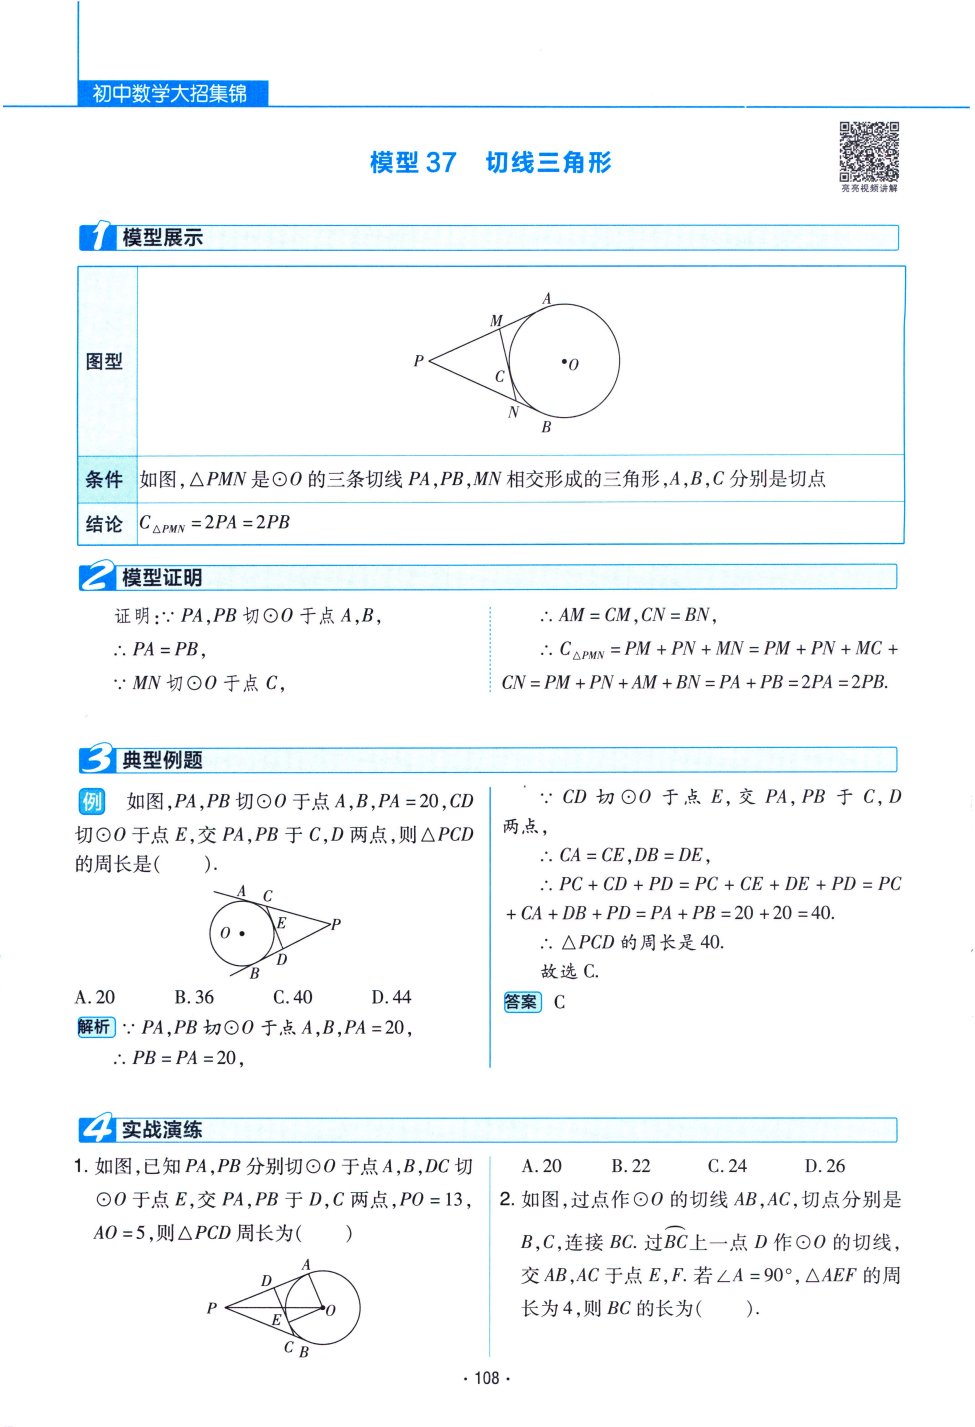 初中数学大招集锦
模型 37 切线三角形
亮亮视频讲解
1 模型展示
图型
A
M
P
O
C
N
B
条件 如图,△PMN 是⊙O 的三条切线 PA,PB,MN 相交形成的三角形,A,B,C 分别是切点
结论 C△PMN = 2PA = 2PB
2 模型证明
证明:∵ PA,PB 切⊙O 于点 A,B,
∴ PA = PB,
∵ MN 切⊙O 于点 C,
∴ AM = CM,CN = BN,
∴ C△PMN = PM + PN + MN = PM + PN + MC +
CN = PM + PN + AM + BN = PA + PB = 2PA = 2PB.
3 典型例题
例 如图,PA,PB 切⊙O 于点 A,B,PA = 20,CD
切⊙O 于点 E,交 PA,PB 于 C,D 两点,则△PCD
的周长是( ).
A C
E P
O
D
B
A. 20 B. 36 C. 40 D. 44
解析 ∵ PA,PB 切⊙O 于点 A,B,PA = 20,
∴ PB = PA = 20,
∵ CD 切 ⊙O 于点 E,交 PA,PB 于 C,D
两点,
∴ CA = CE,DB = DE,
∴ PC + CD + PD = PC + CE + DE + PD = PC
+ CA + DB + PD = PA + PB = 20 + 20 = 40.
∴ △PCD 的周长是 40.
故选 C.
答案 C
4 实战演练
1. 如图,已知 PA,PB 分别切⊙O 于点 A,B,DC 切
⊙O 于点 E,交 PA,PB 于 D,C 两点,PO = 13,
AO = 5,则△PCD 周长为( )
A
D
P O
E
C B
A. 20 B. 22 C. 24 D. 26
2. 如图,过点作⊙O 的切线 AB,AC,切点分别是
B,C,连接 BC. 过BC上一点 D 作⊙O 的切线,
交 AB,AC 于点 E,F. 若∠A = 90°,△AEF 的周
长为 4,则 BC 的长为( ).
· 108 ·